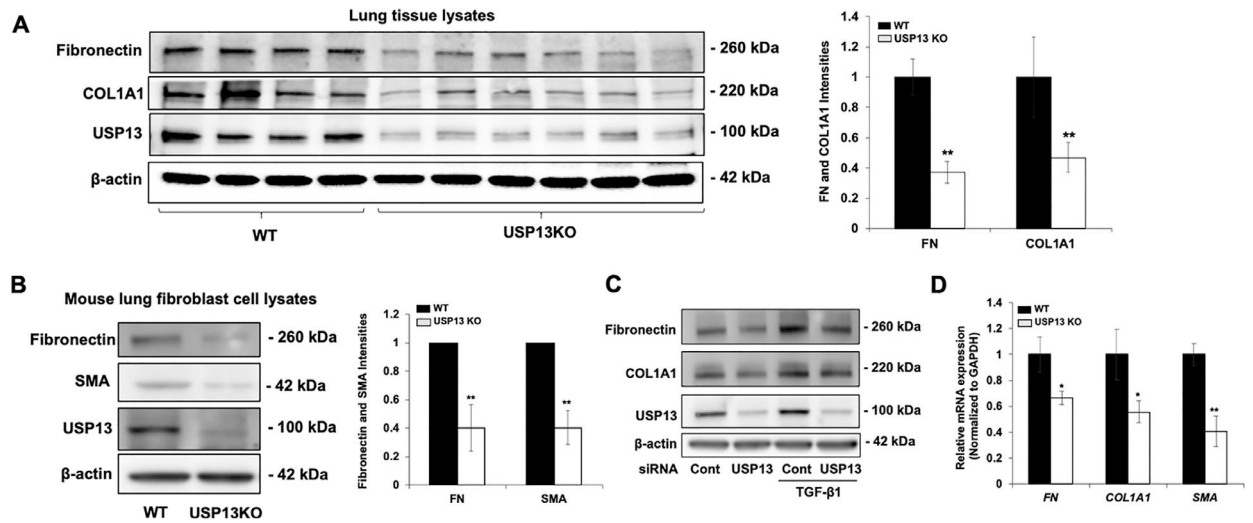 A
Lung tissue lysates
Fibronectin
- 260 kDa
COL1A1
- 220 kDa
USP13
- 100 kDa
β-actin
- 42 kDa
WT
USP13KO
FN and COL1A1 Intensities
1.4
1.2
1
0.8
0.6
0.4
0.2
0
WT
USP13 KO
**
**
FN
COL1A1
B
Mouse lung fibroblast cell lysates
Fibronectin
- 260 kDa
SMA
- 42 kDa
USP13
- 100 kDa
β-actin
- 42 kDa
WT
USP13KO
Fibronectin and SMA Intensities
1.2
1
0.8
0.6
0.4
0.2
0
WT
USP13 KO
**
**
FN
SMA
C
Fibronectin
- 260 kDa
COL1A1
- 220 kDa
USP13
- 100 kDa
β-actin
- 42 kDa
siRNA Cont USP13 Cont USP13
TGF-β1
D
Relative mRNA expression
(Normalized to GAPDH)
1.4
1.2
1
0.8
0.6
0.4
0.2
0
WT
USP13 KO
*
*
**
FN
COL1A1
SMA